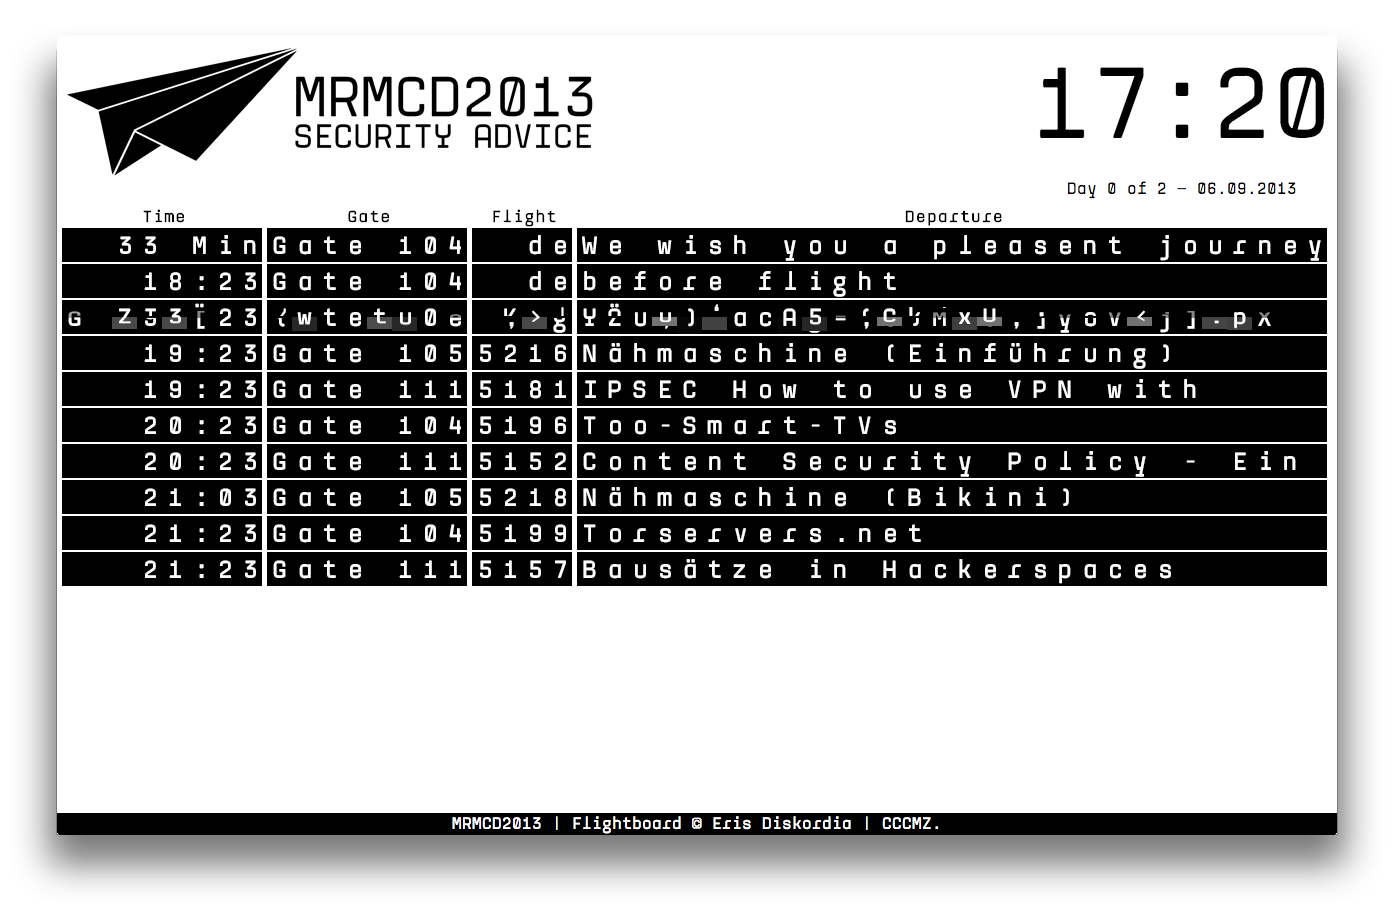 MRMCD2013
SECURITY ADVICE
17:20
Day 0 of 2 – 06.09.2013
Time Gate Flight Departure
33 Min Gate 104 de We wish you a pleasent journey
18:23 Gate 104 de before flight
19:23 Gate 105 5216 Nähmaschine (Einführung)
19:23 Gate 111 5181 IPSEC How to use VPN with
20:23 Gate 104 5196 Too-Smart-TVs
20:23 Gate 111 5152 Content Security Policy - Ein
21:03 Gate 105 5218 Nähmaschine (Bikini)
21:23 Gate 104 5199 Torservers.net
21:23 Gate 111 5157 Bausätze in Hackerspaces
MRMCD2013 | Flightboard © Eris Diskordia | CCCMZ.